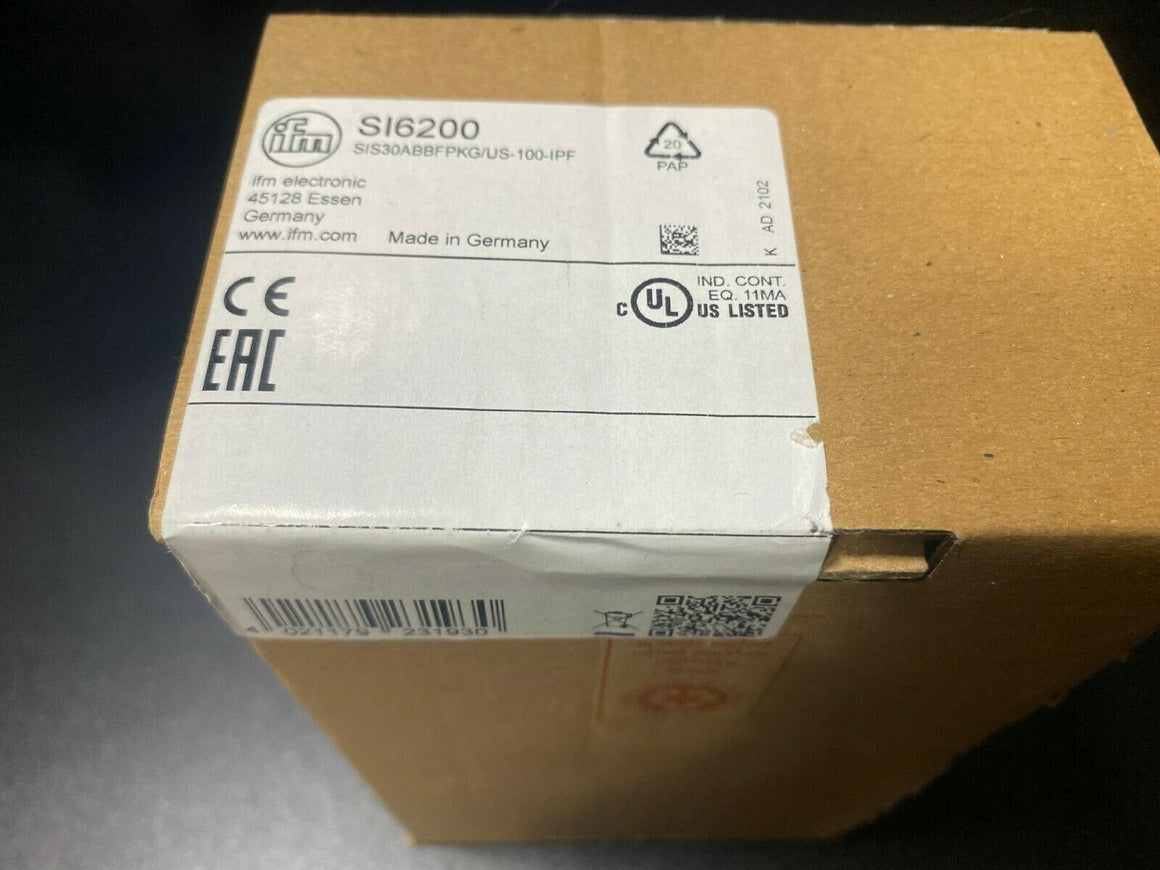 ifm
SI6200
SIS30ABBFPKG/US-100-IPF
ifm electronic
45128 Essen
Germany
www.ifm.com
Made in Germany
20
PAP
K AD 2102
CE
EAC
C UL US LISTED
IND. CONT.
EQ. 11MA
4 021179 231930